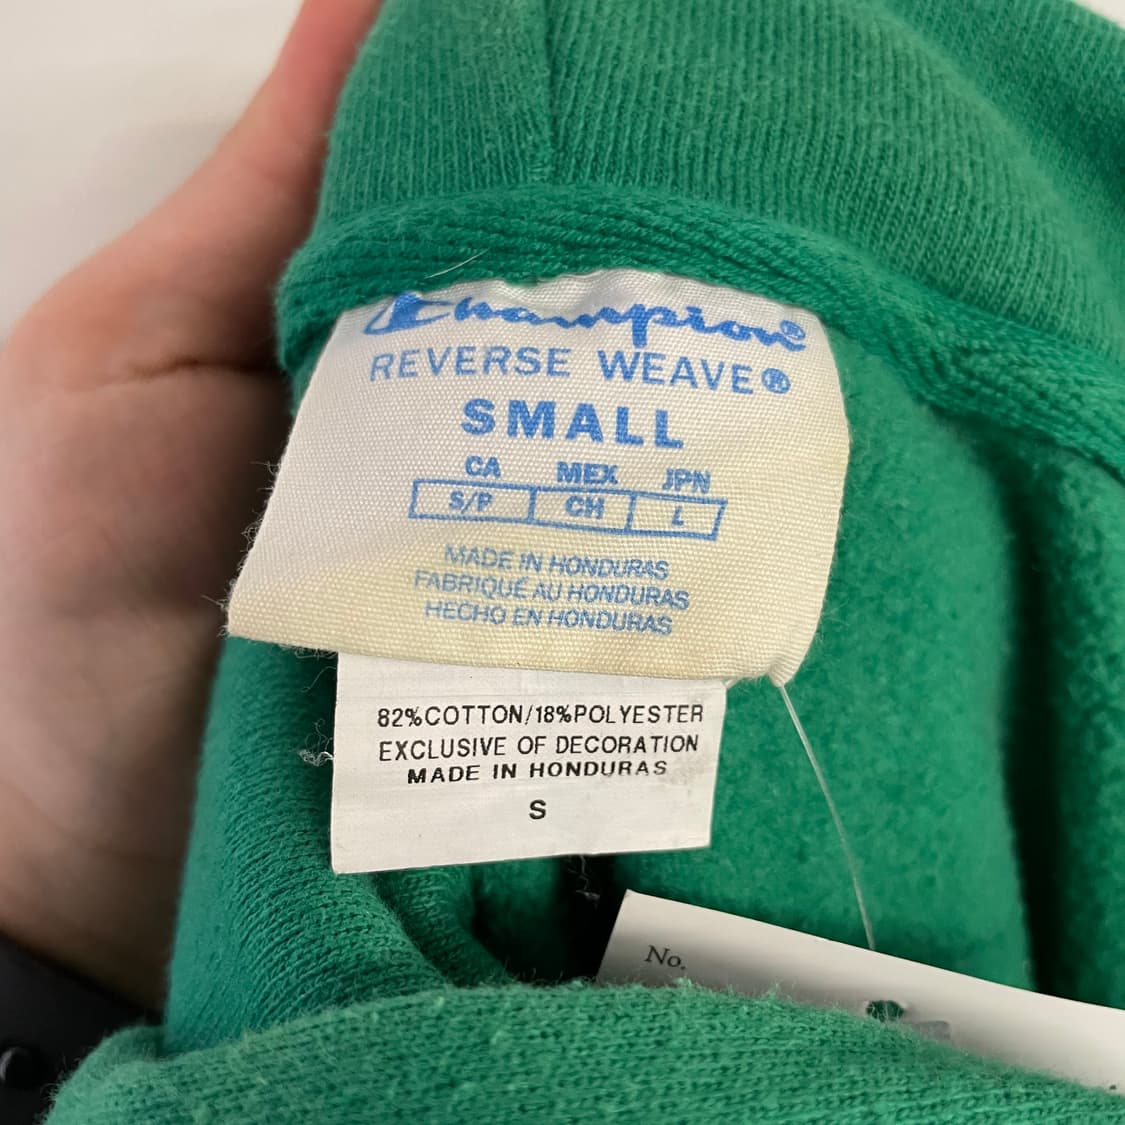 Champion®
REVERSE WEAVE®
SMALL
CA MEX JPN
S/P CH L
MADE IN HONDURAS
FABRIQUÉ AU HONDURAS
HECHO EN HONDURAS
82%COTTON/18%POLYESTER
EXCLUSIVE OF DECORATION
MADE IN HONDURAS
S
No.